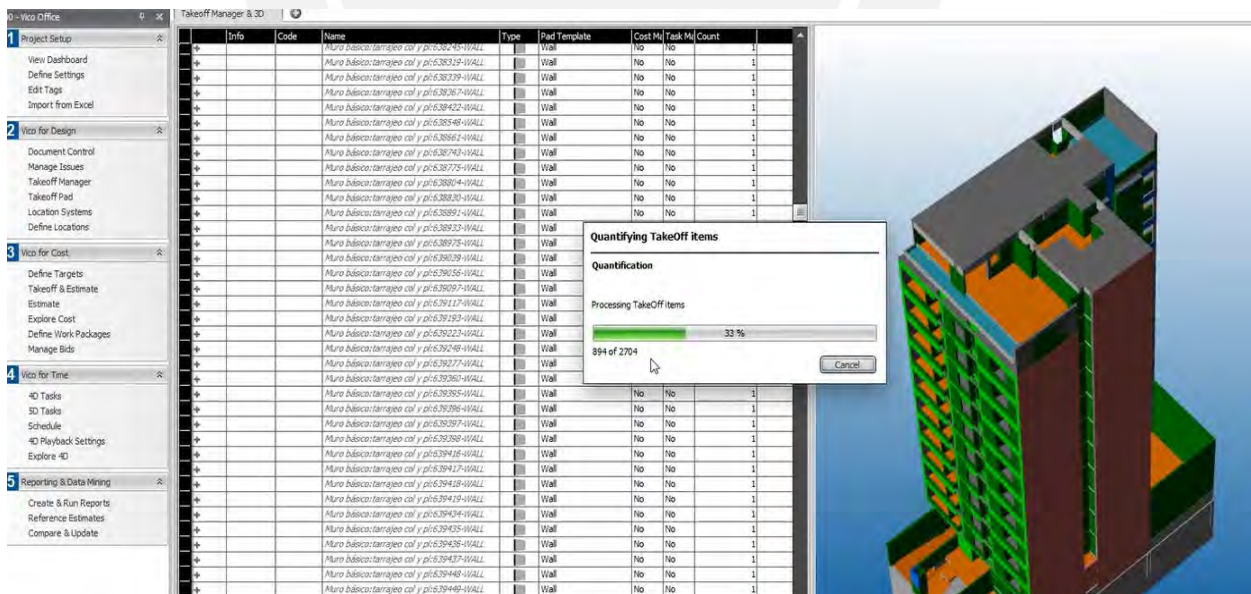 00 - Vico Office
Takeoff Manager & 3D
1 Project Setup
View Dashboard
Define Settings
Edit Tags
Import from Excel
2 Vico for Design
Document Control
Manage Issues
Takeoff Manager
Takeoff Pad
Location Systems
Define Locations
3 Vico for Cost
Define Targets
Takeoff & Estimate
Estimate
Explore Cost
Define Work Packages
Manage Bids
4 Vico for Time
4D Tasks
5D Tasks
Schedule
4D Playback Settings
Explore 4D
5 Reporting & Data Mining
Create & Run Reports
Reference Estimates
Compare & Update
Info Code Name Type Pad Template Cost Ma Task Ma Count
+ Muro básico:tarrajeo col y pl:638245-WALL Wall No No 1
+ Muro básico:tarrajeo col y pl:638319-WALL Wall No No 1
+ Muro básico:tarrajeo col y pl:638339-WALL Wall No No 1
+ Muro básico:tarrajeo col y pl:638367-WALL Wall No No 1
+ Muro básico:tarrajeo col y pl:638422-WALL Wall No No 1
+ Muro básico:tarrajeo col y pl:638548-WALL Wall No No 1
+ Muro básico:tarrajeo col y pl:638661-WALL Wall No No 1
+ Muro básico:tarrajeo col y pl:638743-WALL Wall No No 1
+ Muro básico:tarrajeo col y pl:638775-WALL Wall No No 1
+ Muro básico:tarrajeo col y pl:638804-WALL Wall No No 1
+ Muro básico:tarrajeo col y pl:638830-WALL Wall No No 1
+ Muro básico:tarrajeo col y pl:638891-WALL Wall No No 1
+ Muro básico:tarrajeo col y pl:638933-WALL Wall
+ Muro básico:tarrajeo col y pl:638975-WALL Wall
+ Muro básico:tarrajeo col y pl:639039-WALL Wall
+ Muro básico:tarrajeo col y pl:639056-WALL Wall
+ Muro básico:tarrajeo col y pl:639097-WALL Wall
+ Muro básico:tarrajeo col y pl:639117-WALL Wall
+ Muro básico:tarrajeo col y pl:639193-WALL Wall
+ Muro básico:tarrajeo col y pl:639223-WALL Wall
+ Muro básico:tarrajeo col y pl:639248-WALL Wall
+ Muro básico:tarrajeo col y pl:639277-WALL Wall
+ Muro básico:tarrajeo col y pl:639360-WALL Wall
+ Muro básico:tarrajeo col y pl:639395-WALL Wall No No 1
+ Muro básico:tarrajeo col y pl:639396-WALL Wall No No 1
+ Muro básico:tarrajeo col y pl:639397-WALL Wall No No 1
+ Muro básico:tarrajeo col y pl:639398-WALL Wall No No 1
+ Muro básico:tarrajeo col y pl:639416-WALL Wall No No 1
+ Muro básico:tarrajeo col y pl:639417-WALL Wall No No 1
+ Muro básico:tarrajeo col y pl:639418-WALL Wall No No 1
+ Muro básico:tarrajeo col y pl:639419-WALL Wall No No 1
+ Muro básico:tarrajeo col y pl:639434-WALL Wall No No 1
+ Muro básico:tarrajeo col y pl:639435-WALL Wall No No 1
+ Muro básico:tarrajeo col y pl:639436-WALL Wall No No 1
+ Muro básico:tarrajeo col y pl:639437-WALL Wall No No 1
+ Muro básico:tarrajeo col y pl:639448-WALL Wall No No 1
+ Muro básico:tarrajeo col y pl:639449-WALL Wall No No 1
Quantifying TakeOff items
Quantification
Processing TakeOff items
33 %
894 of 2704
Cancel